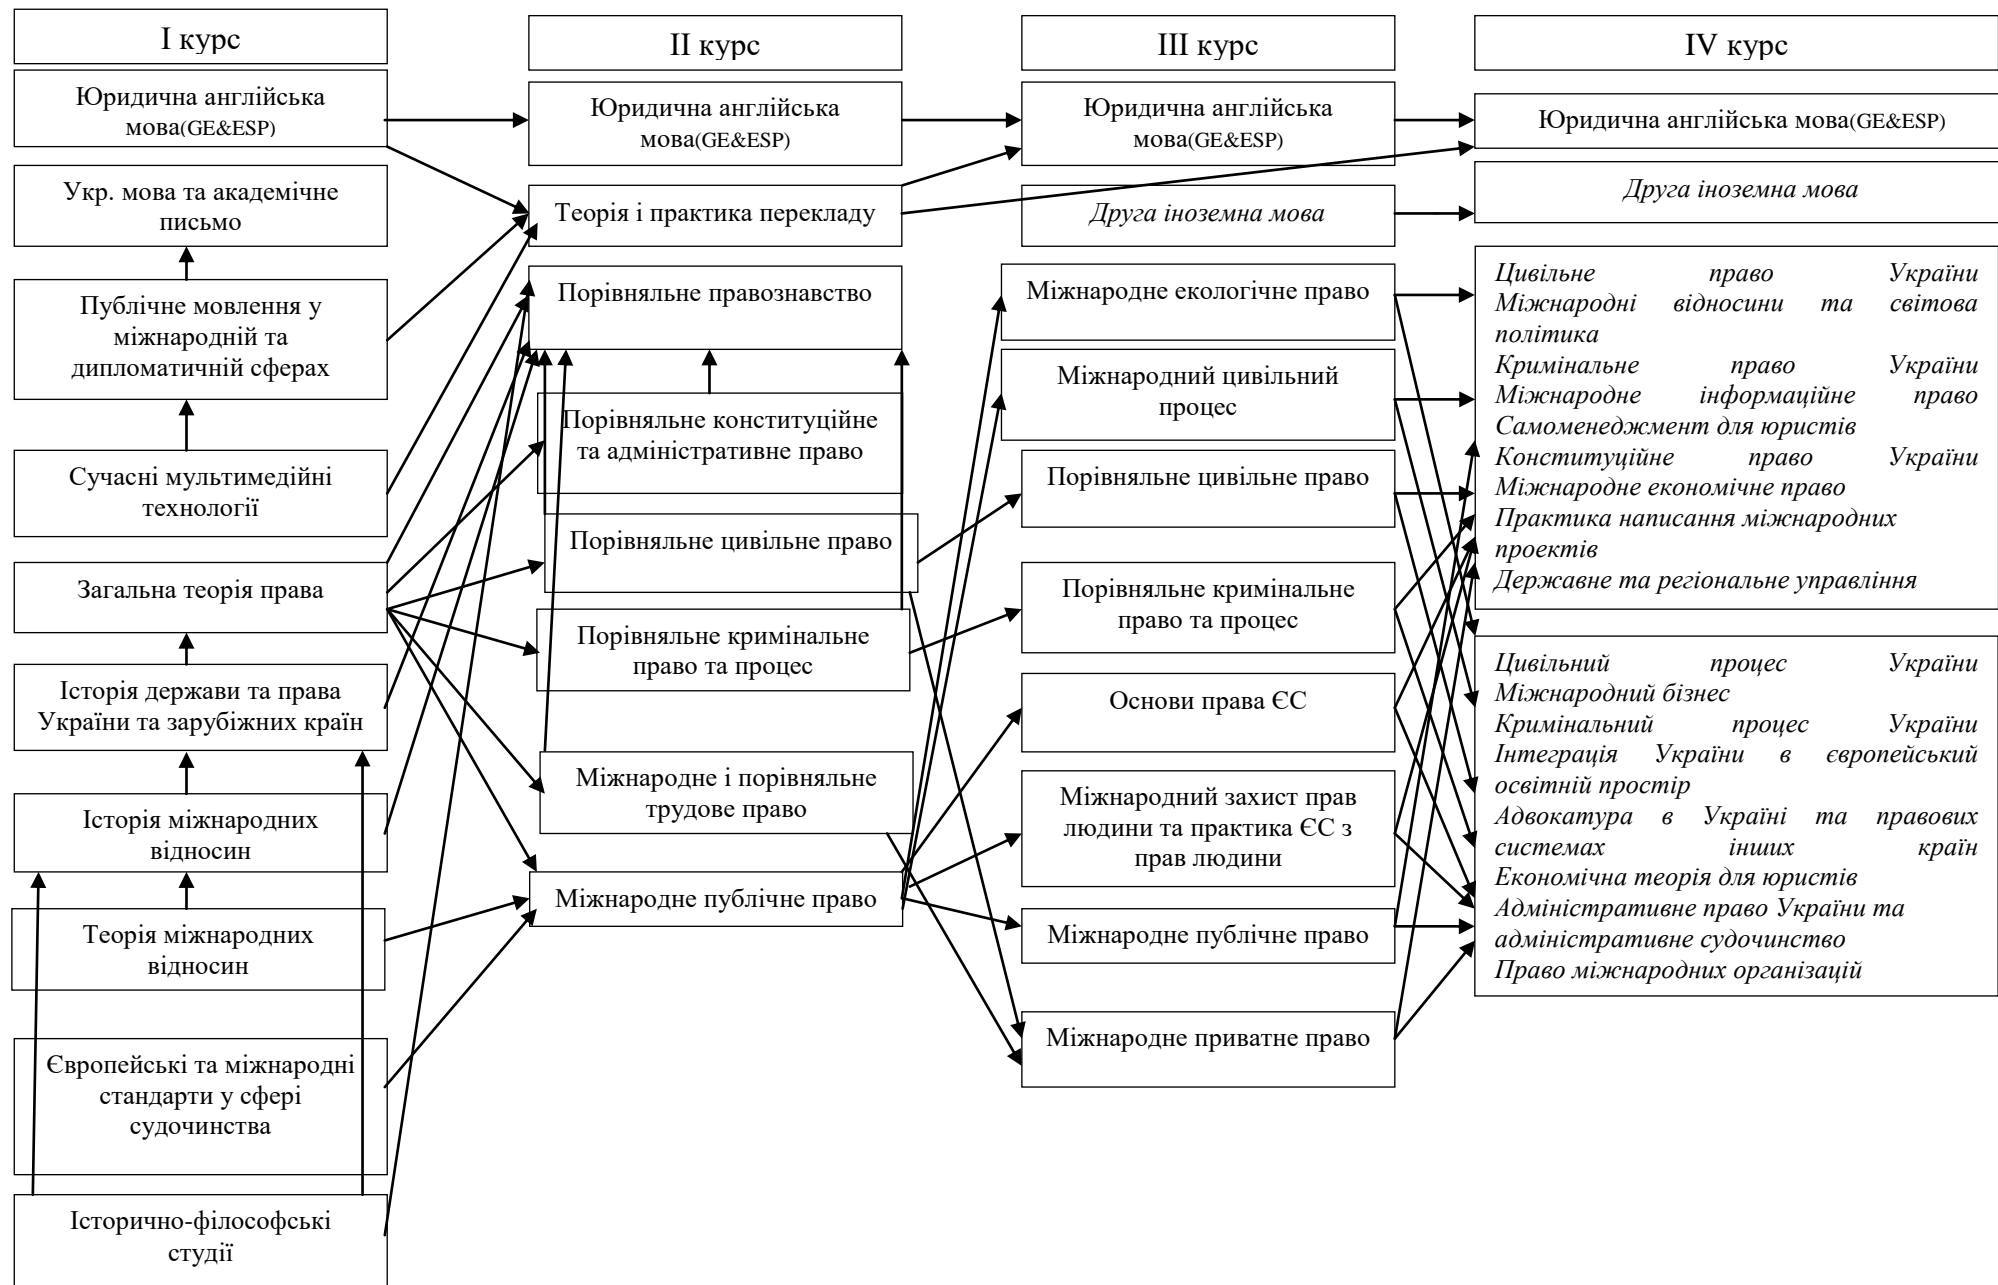 І курс
Юридична англійська
мова(GE&ESP)
Укр. мова та академічне
письмо
Публічне мовлення у
міжнародній та
дипломатичній сферах
Сучасні мультимедійні
технології
Загальна теорія права
Історія держави та права
України та зарубіжних країн
Історія міжнародних
відносин
Теорія міжнародних
відносин
Європейські та міжнародні
стандарти у сфері
судочинства
Історично-філософські
студії
ІІ курс
Юридична англійська
мова(GE&ESP)
Теорія і практика перекладу
Порівняльне правознавство
Порівняльне конституційне
та адміністративне право
Порівняльне цивільне право
Порівняльне кримінальне
право та процес
Міжнародне і порівняльне
трудове право
Міжнародне публічне право
ІІІ курс
Юридична англійська
мова(GE&ESP)
Друга іноземна мова
Міжнародне екологічне право
Міжнародний цивільний
процес
Порівняльне цивільне право
Порівняльне кримінальне
право та процес
Основи права ЄС
Міжнародний захист прав
людини та практика ЄС з
прав людини
Міжнародне публічне право
Міжнародне приватне право
IV курс
Юридична англійська мова(GE&ESP)
Друга іноземна мова
Цивільне право України
Міжнародні відносини та світова
політика
Кримінальне право України
Міжнародне інформаційне право
Самоменеджмент для юристів
Конституційне право України
Міжнародне економічне право
Практика написання міжнародних
проектів
Державне та регіональне управління
Цивільний процес України
Міжнародний бізнес
Кримінальний процес України
Інтеграція України в європейський
освітній простір
Адвокатура в Україні та правових
системах інших країн
Економічна теорія для юристів
Адміністративне право України та
адміністративне судочинство
Право міжнародних організацій